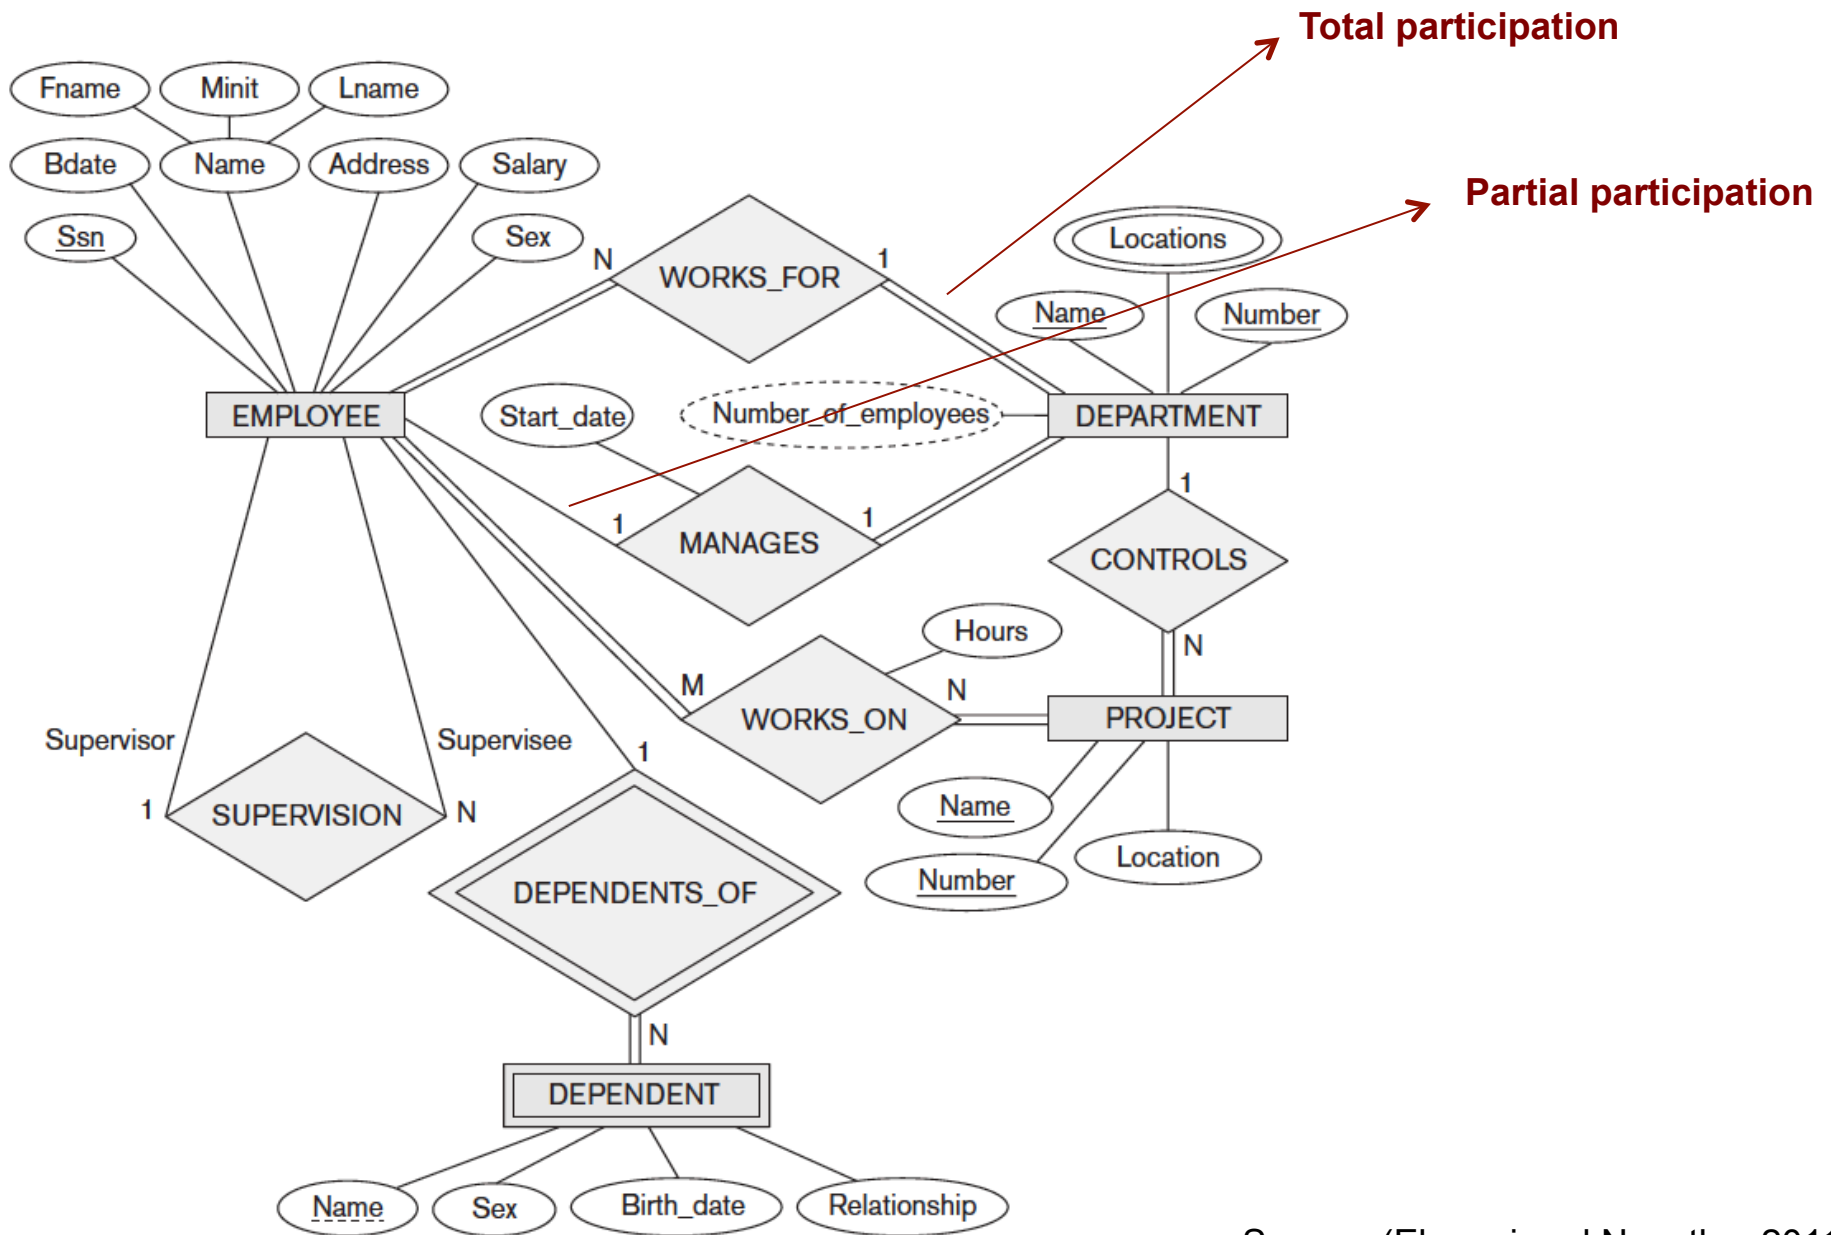 Total participation
Fname Minit Lname
Bdate Name Address Salary
Partial participation
Ssn Sex
Locations
N WORKS_FOR 1
Name Number
EMPLOYEE Start_date Number_of_employees DEPARTMENT
1
1 MANAGES 1
CONTROLS
Hours
N
M N
WORKS_ON PROJECT
Supervisor Supervisee
1
Name
1 SUPERVISION N
Location
Number
DEPENDENTS_OF
N
DEPENDENT
Name Sex Birth_date Relationship